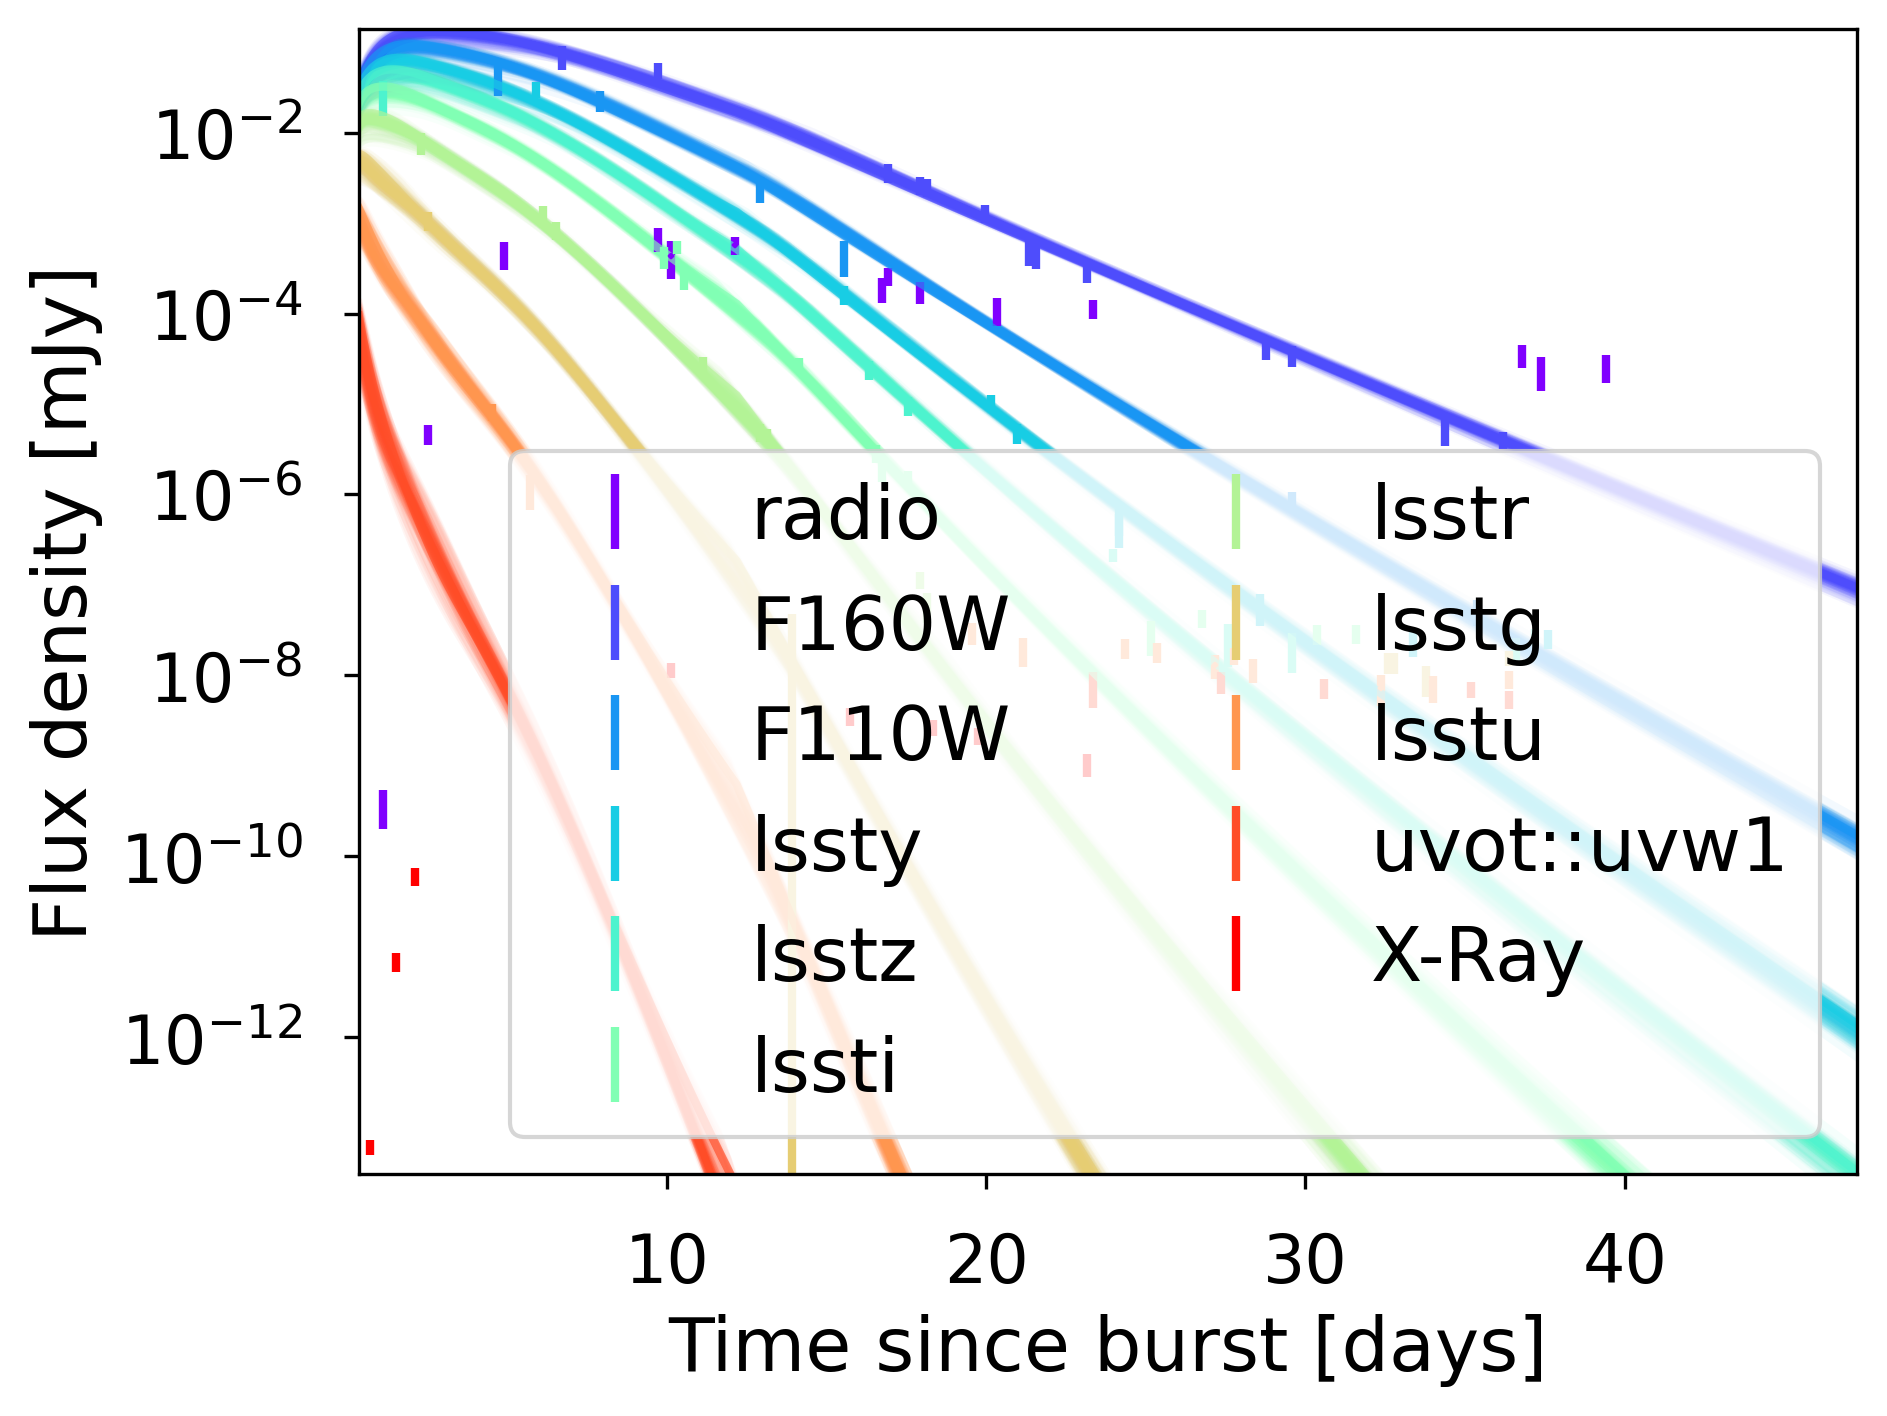 Flux density [mJy]
10⁻²
10⁻⁴
10⁻⁶
10⁻⁸
10⁻¹⁰
10⁻¹²
radio
F160W
F110W
lssty
lsstz
lssti
lsstr
lsstg
lsstu
uvot::uvw1
X-Ray
10 20 30 40
Time since burst [days]